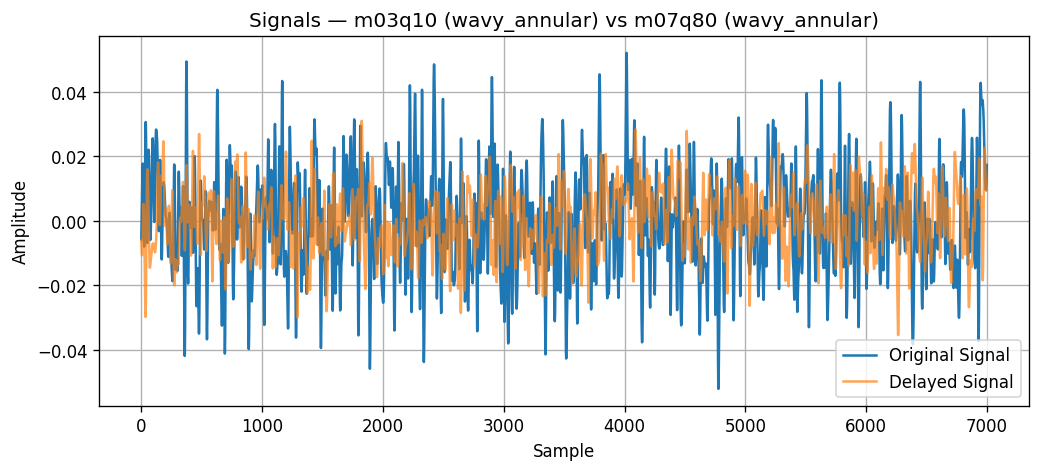 Signals — m03q10 (wavy_annular) vs m07q80 (wavy_annular)
Amplitude
0.04
0.02
0.00
−0.02
−0.04
Original Signal
Delayed Signal
0 1000 2000 3000 4000 5000 6000 7000
Sample